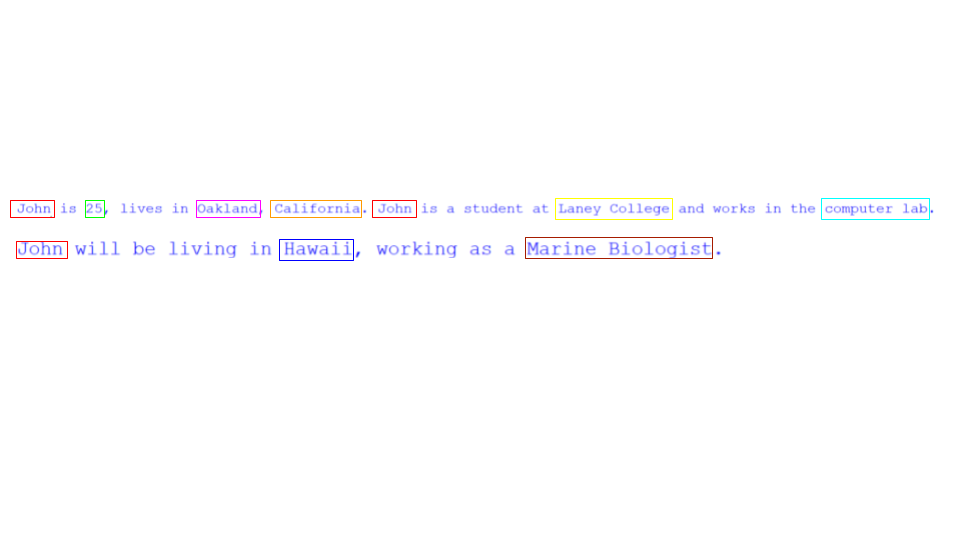 John is 25, lives in Oakland, California. John is a student at Laney College and works in the computer lab.
John will be living in Hawaii, working as a Marine Biologist.